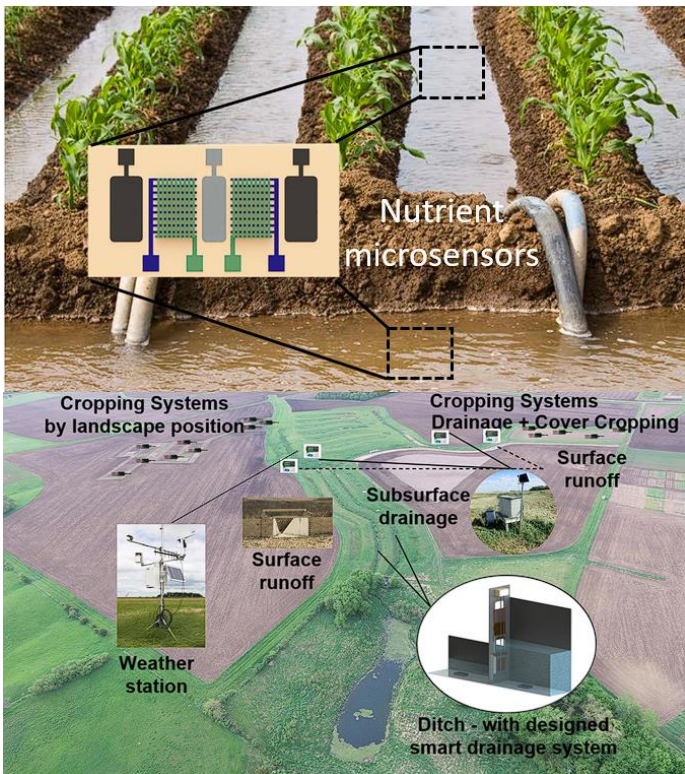 Nutrient
microsensors
Cropping Systems
by landscape position
Cropping Systems
Drainage + Cover Cropping
Surface
runoff
Subsurface
drainage
Surface
runoff
Weather
station
Ditch - with designed
smart drainage system